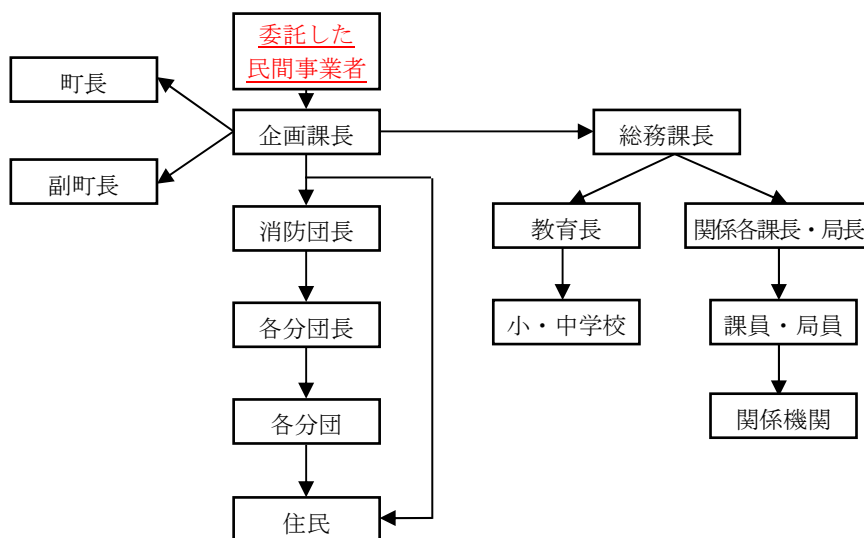 委託した
民間事業者
町長
企画課長
総務課長
副町長
消防団長
教育長
関係各課長・局長
各分団長
小・中学校
課員・局員
各分団
関係機関
住民